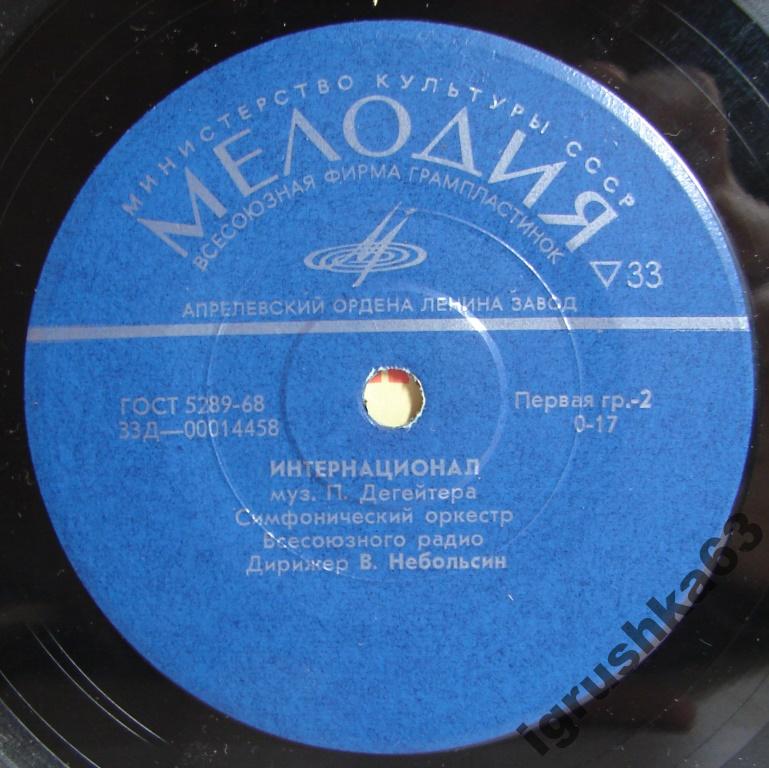 МИНИСТЕРСТВО КУЛЬТУРЫ СССР
МЕЛОДИЯ
ВСЕСОЮЗНАЯ ФИРМА ГРАМПЛАСТИНОК
33
АПРЕЛЕВСКИЙ ОРДЕНА ЛЕНИНА ЗАВОД
ГОСТ 5289-68 Первая гр.-2
33Д—00014458 0-17
ИНТЕРНАЦИОНАЛ
муз. П. Дегейтера
Симфонический оркестр
Всесоюзного радио
Дирижер В. Небольсин
igrushka63